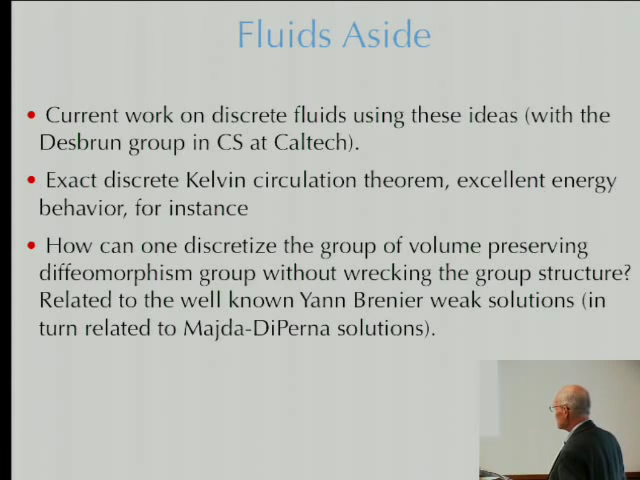 Fluids Aside
• Current work on discrete fluids using these ideas (with the
Desbrun group in CS at Caltech).
• Exact discrete Kelvin circulation theorem, excellent energy
behavior, for instance
• How can one discretize the group of volume preserving
diffeomorphism group without wrecking the group structure?
Related to the well known Yann Brenier weak solutions (in
turn related to Majda-DiPerna solutions).